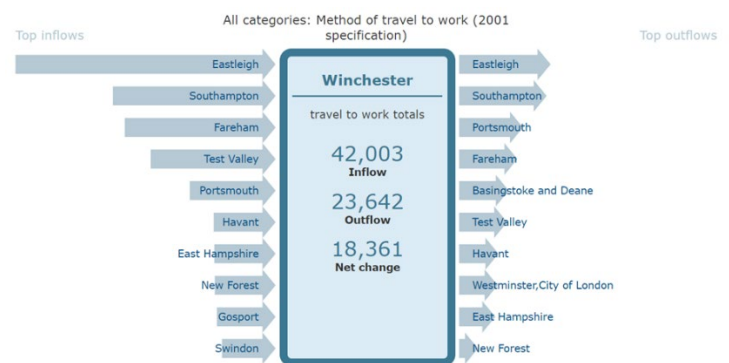 All categories: Method of travel to work (2001
specification)
Top inflows
Top outflows
Eastleigh
Southampton
Fareham
Test Valley
Portsmouth
Havant
East Hampshire
New Forest
Gosport
Swindon
Winchester
travel to work totals
42,003
Inflow
23,642
Outflow
18,361
Net change
Eastleigh
Southampton
Portsmouth
Fareham
Basingstoke and Deane
Test Valley
Havant
Westminster,City of London
East Hampshire
New Forest